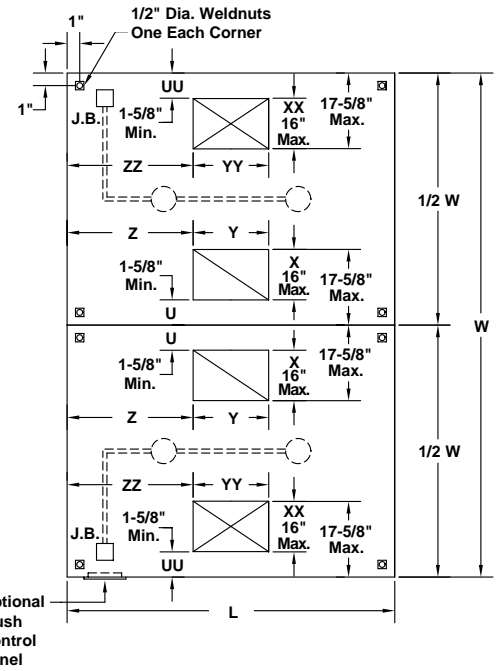 1/2" Dia. Weldnuts
One Each Corner
1"
1"
J.B.
UU
1-5/8"
Min.
XX
16"
Max.
17-5/8"
Max.
ZZ
YY
1/2 W
Z
Y
X
16"
Max.
17-5/8"
Max.
1-5/8"
Min.
U
W
U
1-5/8"
Min.
X
16"
Max.
17-5/8"
Max.
Z
Y
1/2 W
ZZ
YY
J.B.
1-5/8"
Min.
XX
16"
Max.
17-5/8"
Max.
UU
L